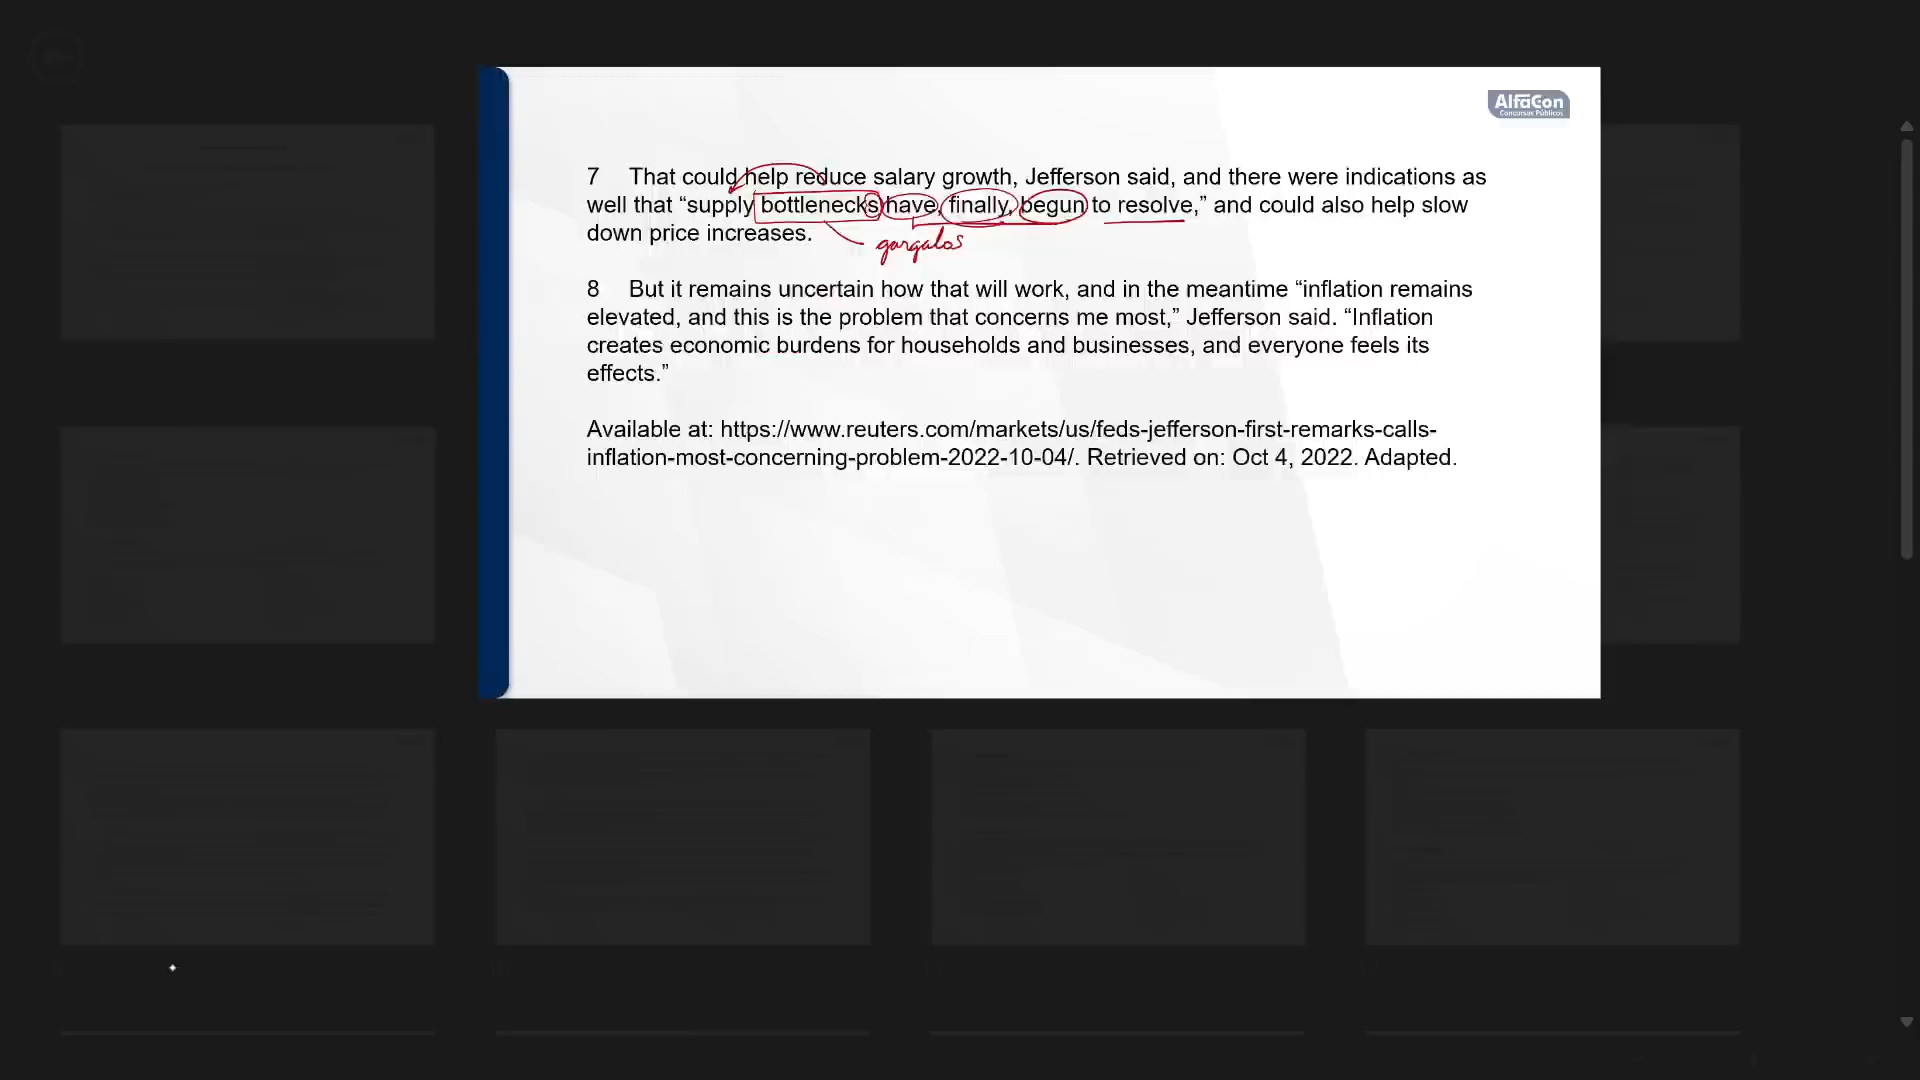 AlfaCon
Concursos Públicos
7 That could help reduce salary growth, Jefferson said, and there were indications as
well that “supply bottlenecks have, finally, begun to resolve,” and could also help slow
down price increases.
gargalos
8 But it remains uncertain how that will work, and in the meantime “inflation remains
elevated, and this is the problem that concerns me most,” Jefferson said. “Inflation
creates economic burdens for households and businesses, and everyone feels its
effects.”
Available at: https://www.reuters.com/markets/us/feds-jefferson-first-remarks-calls-
inflation-most-concerning-problem-2022-10-04/. Retrieved on: Oct 4, 2022. Adapted.